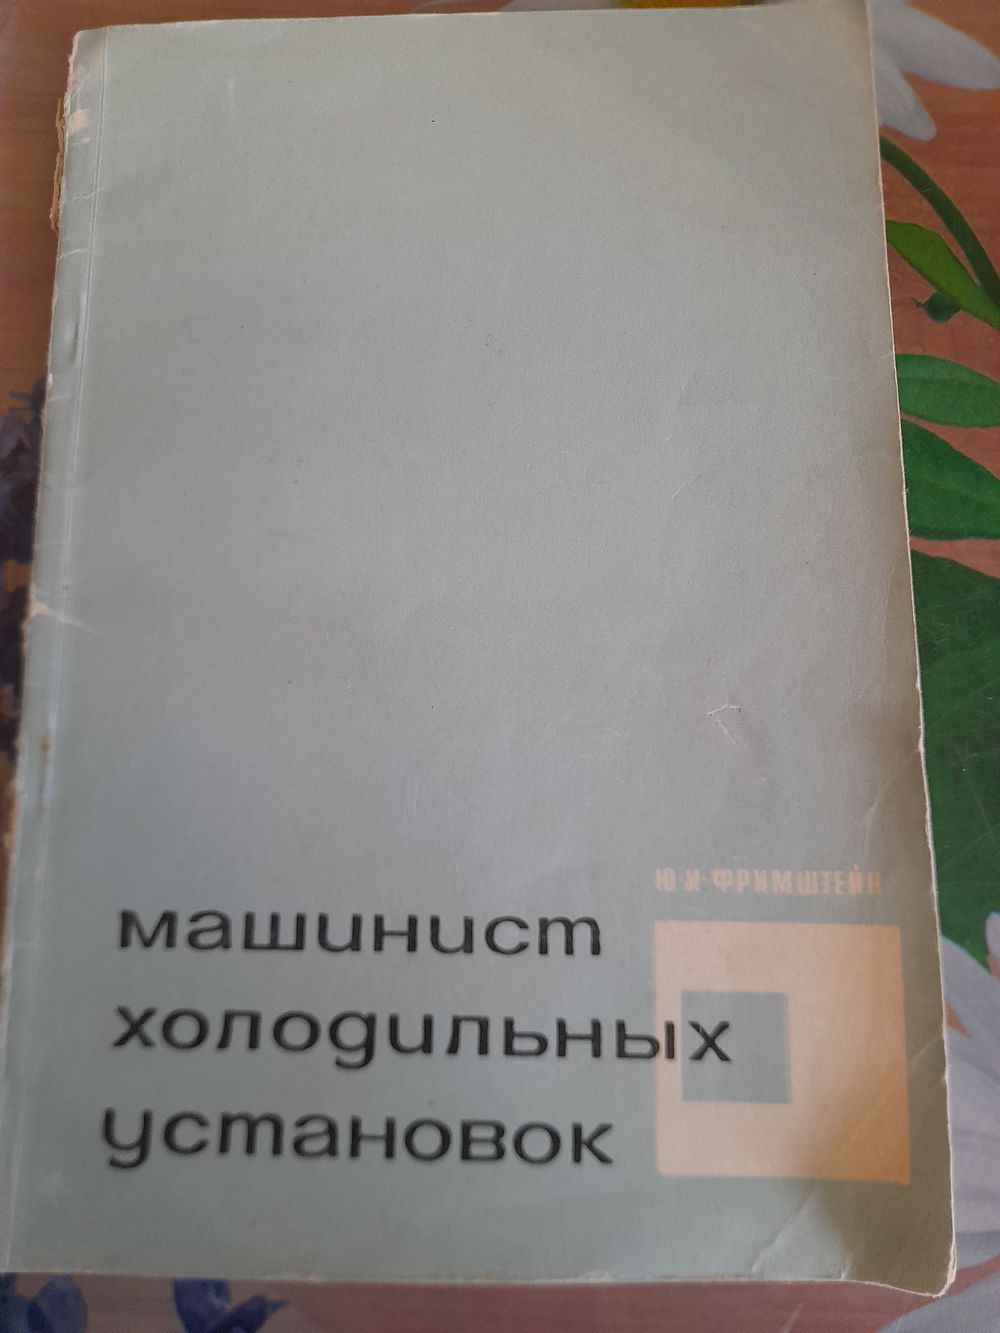 Ю. И. ФРИМШТЕЙН
машинист
холодильных
установок